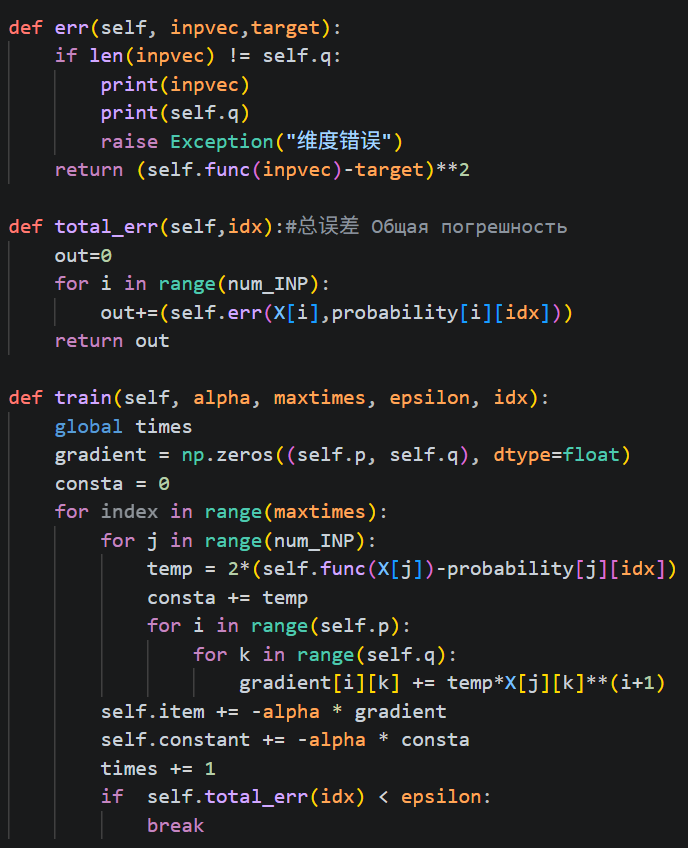 def err(self, inpvec,target):
    if len(inpvec) != self.q:
        print(inpvec)
        print(self.q)
        raise Exception("维度错误")
    return (self.func(inpvec)-target)**2

def total_err(self,idx):#总误差 Общая погрешность
    out=0
    for i in range(num_INP):
        out+=(self.err(X[i],probability[i][idx]))
    return out

def train(self, alpha, maxtimes, epsilon, idx):
    global times
    gradient = np.zeros((self.p, self.q), dtype=float)
    consta = 0
    for index in range(maxtimes):
        for j in range(num_INP):
            temp = 2*(self.func(X[j])-probability[j][idx])
            consta += temp
            for i in range(self.p):
                for k in range(self.q):
                    gradient[i][k] += temp*X[j][k]**(i+1)
        self.item += -alpha * gradient
        self.constant += -alpha * consta
        times += 1
        if  self.total_err(idx) < epsilon:
            break